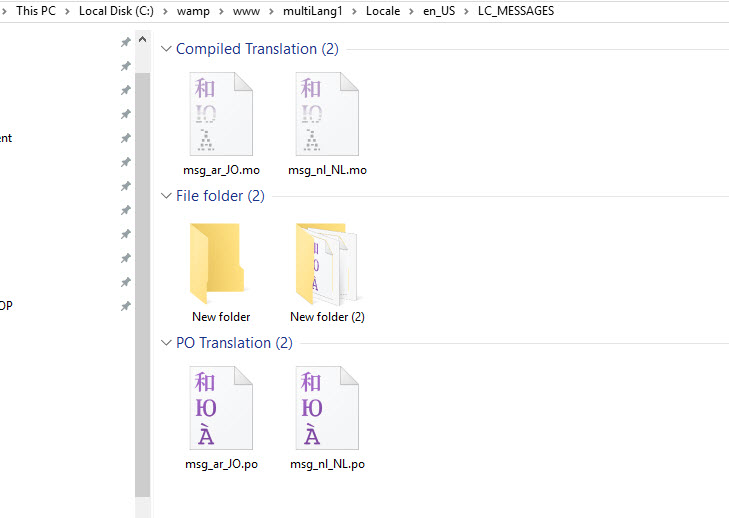 This PC > Local Disk (C:) > wamp > www > multiLang1 > Locale > en_US > LC_MESSAGES
Compiled Translation (2)
和 和
Ю Ю
À À
msg_ar_JO.mo msg_nl_NL.mo
ent
File folder (2)
New folder New folder (2)
OP
PO Translation (2)
和 和
Ю Ю
À À
msg_ar_JO.po msg_nl_NL.po